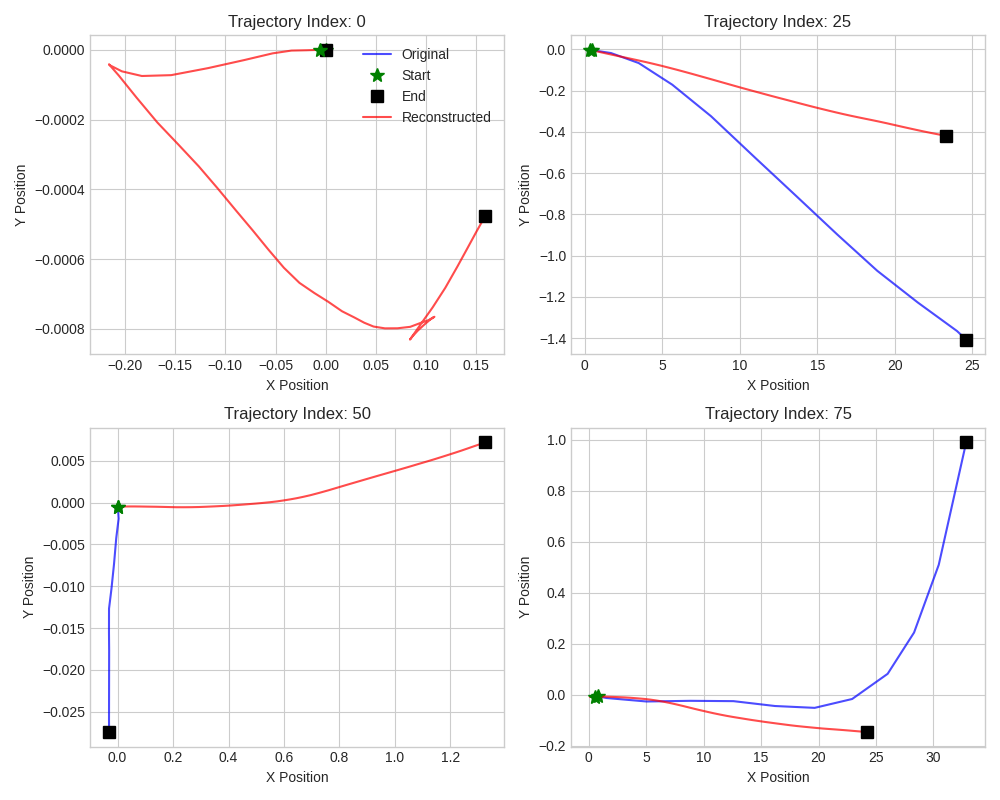 Trajectory Index: 0
0.0000
−0.0002
−0.0004
−0.0006
−0.0008
Y Position
−0.20 −0.15 −0.10 −0.05 0.00 0.05 0.10 0.15
X Position
Original
Start
End
Reconstructed
Trajectory Index: 25
0.0
−0.2
−0.4
−0.6
−0.8
−1.0
−1.2
−1.4
Y Position
0 5 10 15 20 25
X Position
Trajectory Index: 50
0.005
0.000
−0.005
−0.010
−0.015
−0.020
−0.025
Y Position
0.0 0.2 0.4 0.6 0.8 1.0 1.2
X Position
Trajectory Index: 75
1.0
0.8
0.6
0.4
0.2
0.0
−0.2
Y Position
0 5 10 15 20 25 30
X Position